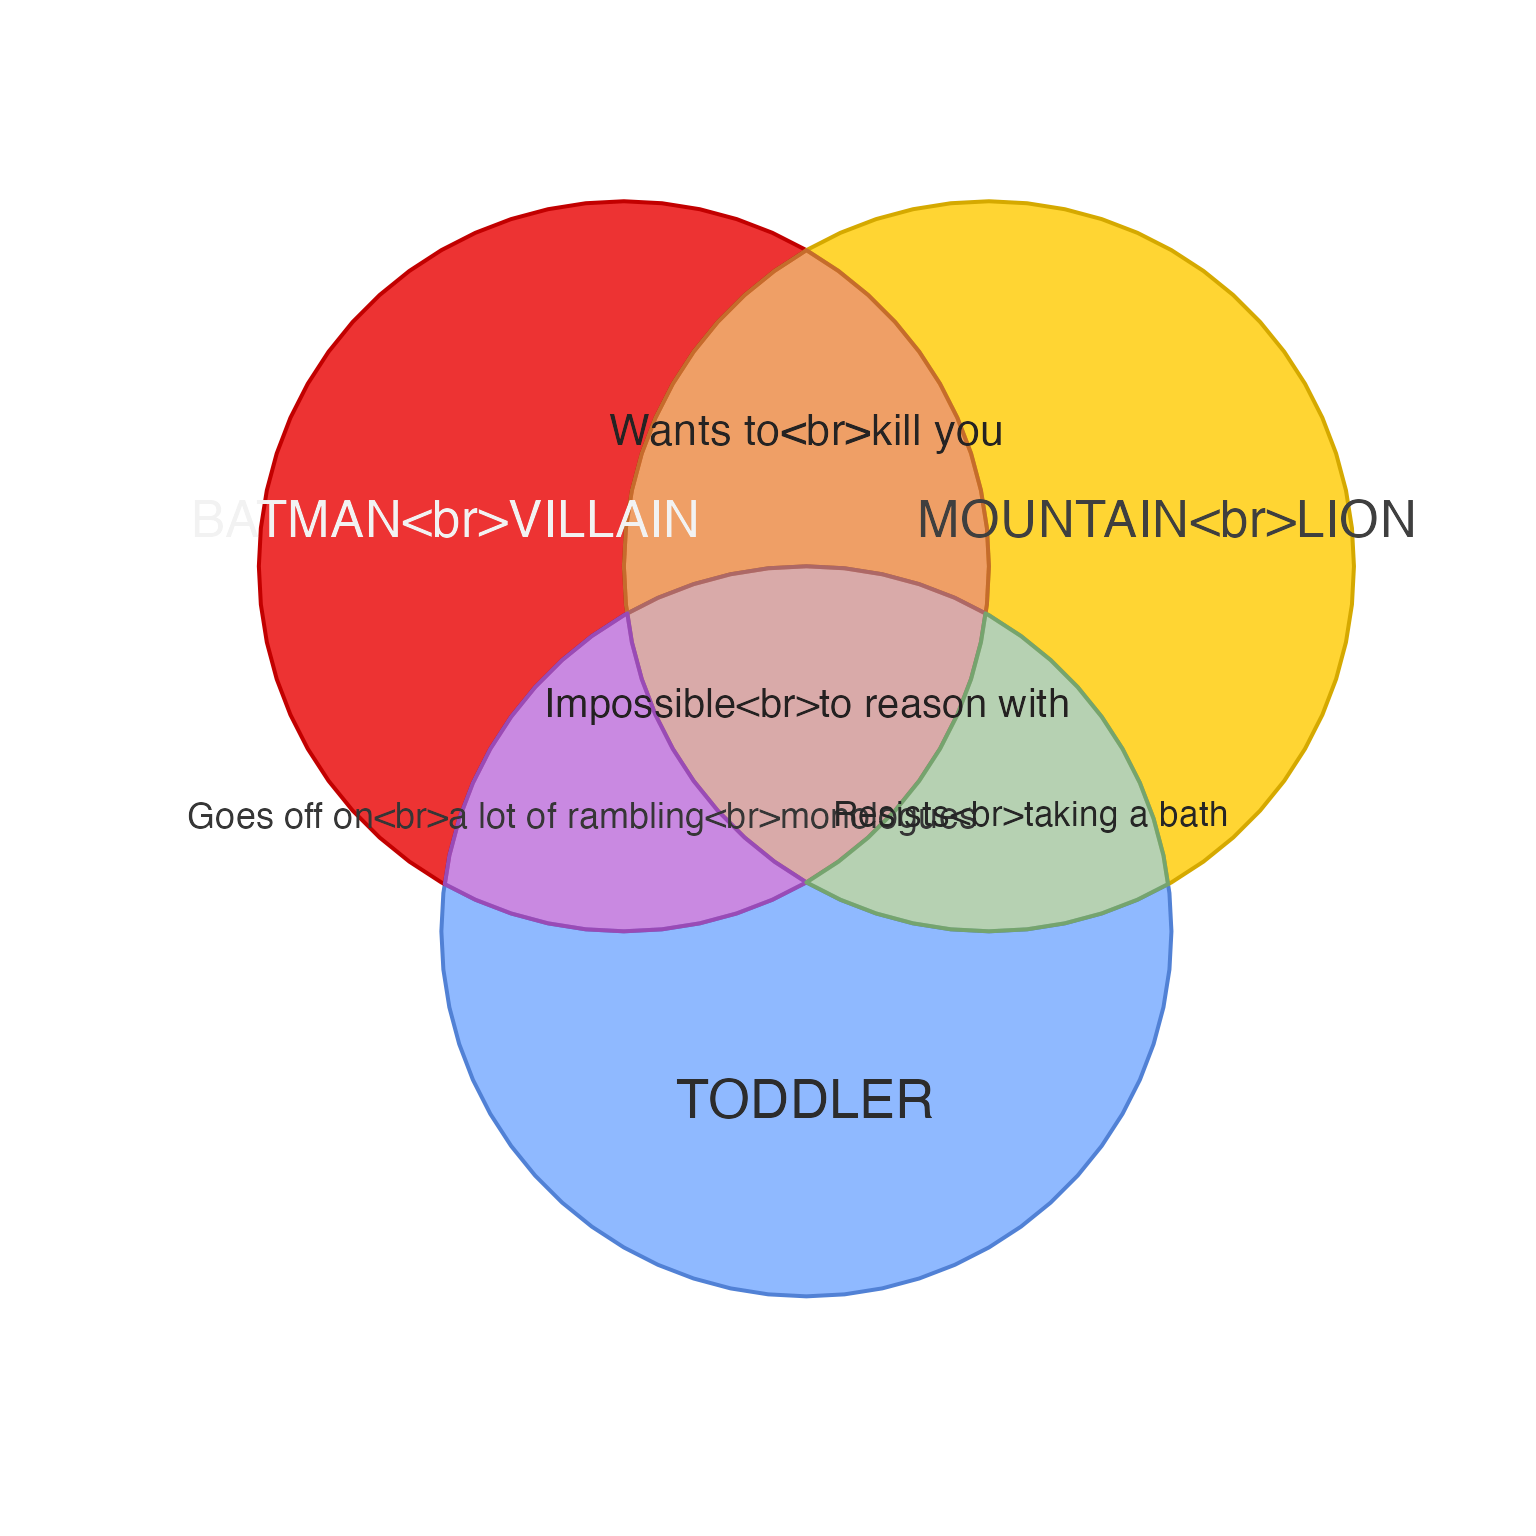 Wants to<br>kill you
BATMAN<br>VILLAIN
MOUNTAIN<br>LION
Impossible<br>to reason with
Goes off on<br>a lot of rambling<br>monologues
Resists<br>taking a bath
TODDLER